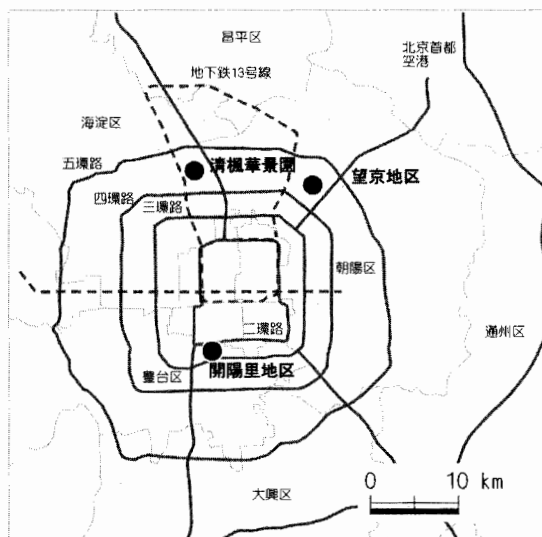 昌平区
北京首都
空港
地下鉄13号線
海淀区
五環路
清楓華景園
望京地区
四環路
三環路
朝陽区
二環路
通州区
開陽里地区
豊台区
大興区
0 10 km